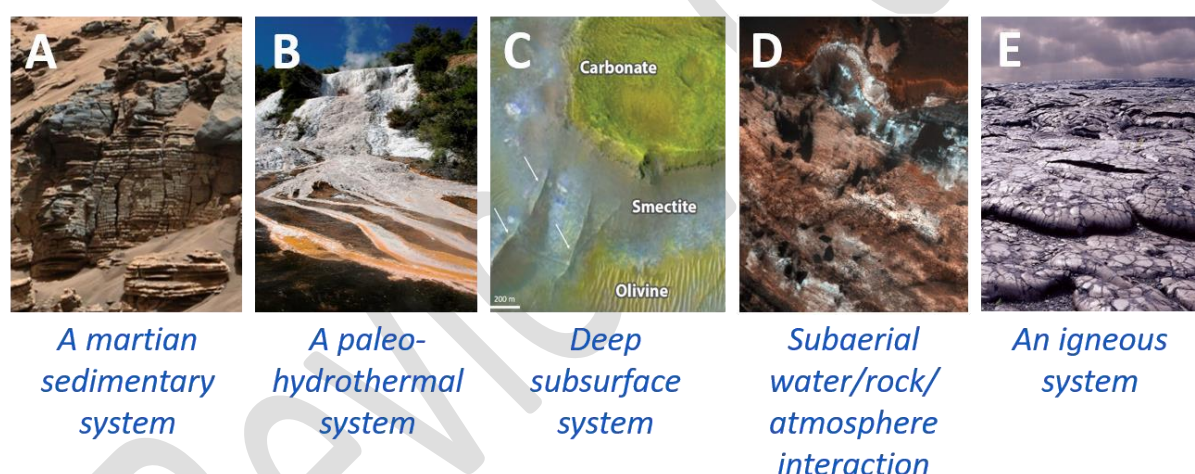 A
B
C
D
E
Carbonate
Smectite
Olivine
200 m
A martian
sedimentary
system
A paleo-
hydrothermal
system
Deep
subsurface
system
Subaerial
water/rock/
atmosphere
interaction
An igneous
system